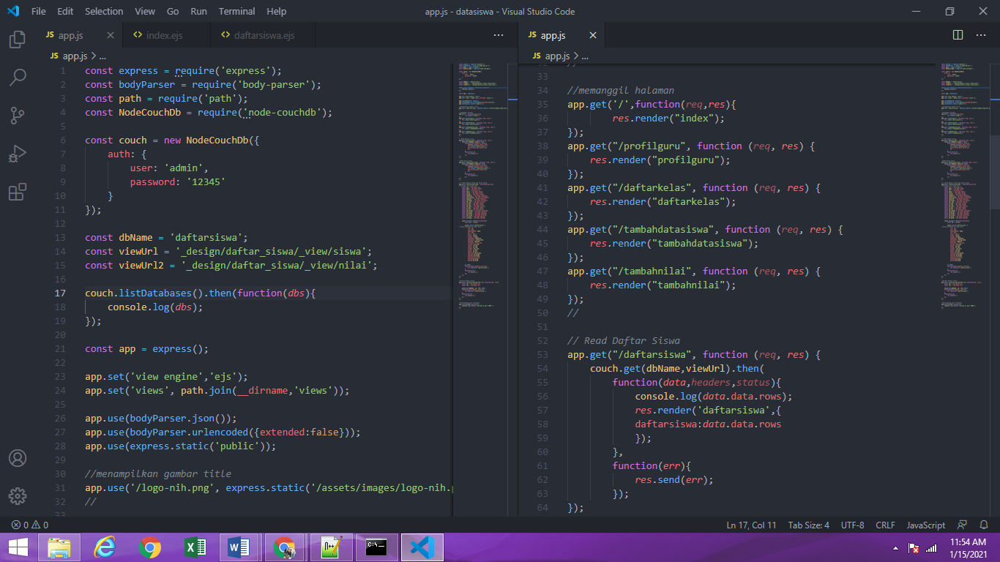 File Edit Selection View Go Run Terminal Help
app.js - datasiswa - Visual Studio Code
JS app.js
<> index.ejs
<> daftarsiswa.ejs
JS app.js > ...
1 const express = require('express');
2 const bodyParser = require('body-parser');
3 const path = require('path');
4 const NodeCouchDb = require('node-couchdb');
5
6 const couch = new NodeCouchDb({
7 auth: {
8 user: 'admin',
9 password: '12345'
10 }
11 });
12
13 const dbName = 'daftarsiswa';
14 const viewUrl = '_design/daftar_siswa/_view/siswa';
15 const viewUrl2 = '_design/daftar_siswa/_view/nilai';
16
17 couch.listDatabases().then(function(dbs){
18 console.log(dbs);
19 });
20
21 const app = express();
22
23 app.set('view engine','ejs');
24 app.set('views', path.join(__dirname,'views'));
25
26 app.use(bodyParser.json());
27 app.use(bodyParser.urlencoded({extended:false}));
28 app.use(express.static('public'));
29
30 //menampilkan gambar title
31 app.use('/logo-nih.png', express.static('/assets/images/logo-nih.p
32 //
33
JS app.js
JS app.js > ...
32 //
33
34 //memanggil halaman
35 app.get('/',function(req,res){
36 res.render("index");
37 });
38 app.get("/profilguru", function (req, res) {
39 res.render("profilguru");
40 });
41 app.get("/daftarkelas", function (req, res) {
42 res.render("daftarkelas");
43 });
44 app.get("/tambahdatasiswa", function (req, res) {
45 res.render("tambahdatasiswa");
46 });
47 app.get("/tambahnilai", function (req, res) {
48 res.render("tambahnilai");
49 });
50 //
51
52 // Read Daftar Siswa
53 app.get("/daftarsiswa", function (req, res) {
54 couch.get(dbName,viewUrl).then(
55 function(data,headers,status){
56 console.log(data.data.rows);
57 res.render('daftarsiswa',{
58 daftarsiswa:data.data.rows
59 });
60 },
61 function(err){
62 res.send(err);
63 });
64 });
0 0
Ln 17, Col 11 Tab Size: 4 UTF-8 CRLF JavaScript
11:54 AM
1/15/2021